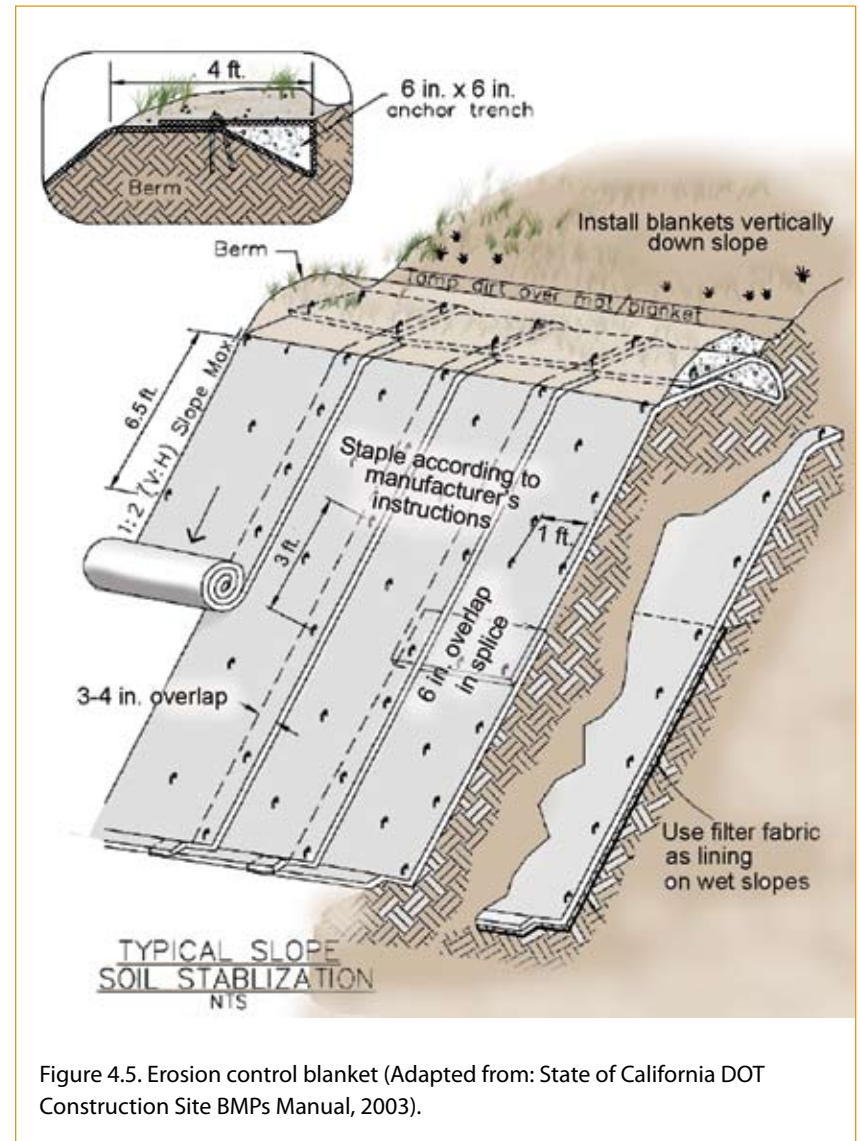 4 ft.
6 in. x 6 in.
anchor trench
Berm
Install blankets vertically
down slope
Berm
Tamp dirt over mat/blanket
6.5 ft.
1:2 (V:H) Slope Max.
Staple according to
manufacturer's
instructions
1 ft.
3 ft.
6 in. overlap
in splice
3-4 in. overlap
Use filter fabric
as lining
on wet slopes
TYPICAL SLOPE
SOIL STABLIZATION
NTS
Figure 4.5. Erosion control blanket (Adapted from: State of California DOT
Construction Site BMPs Manual, 2003).